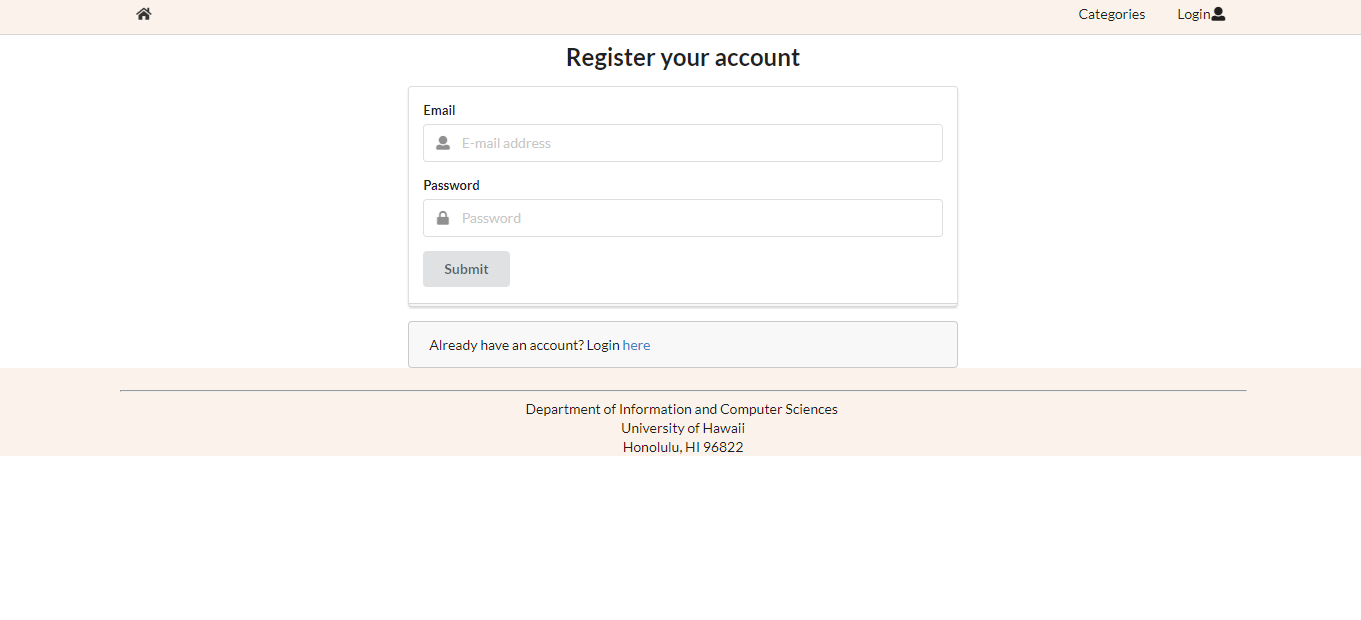 Categories Login
Register your account
Email
E-mail address
Password
Password
Submit
Already have an account? Login here
Department of Information and Computer Sciences
University of Hawaii
Honolulu, HI 96822